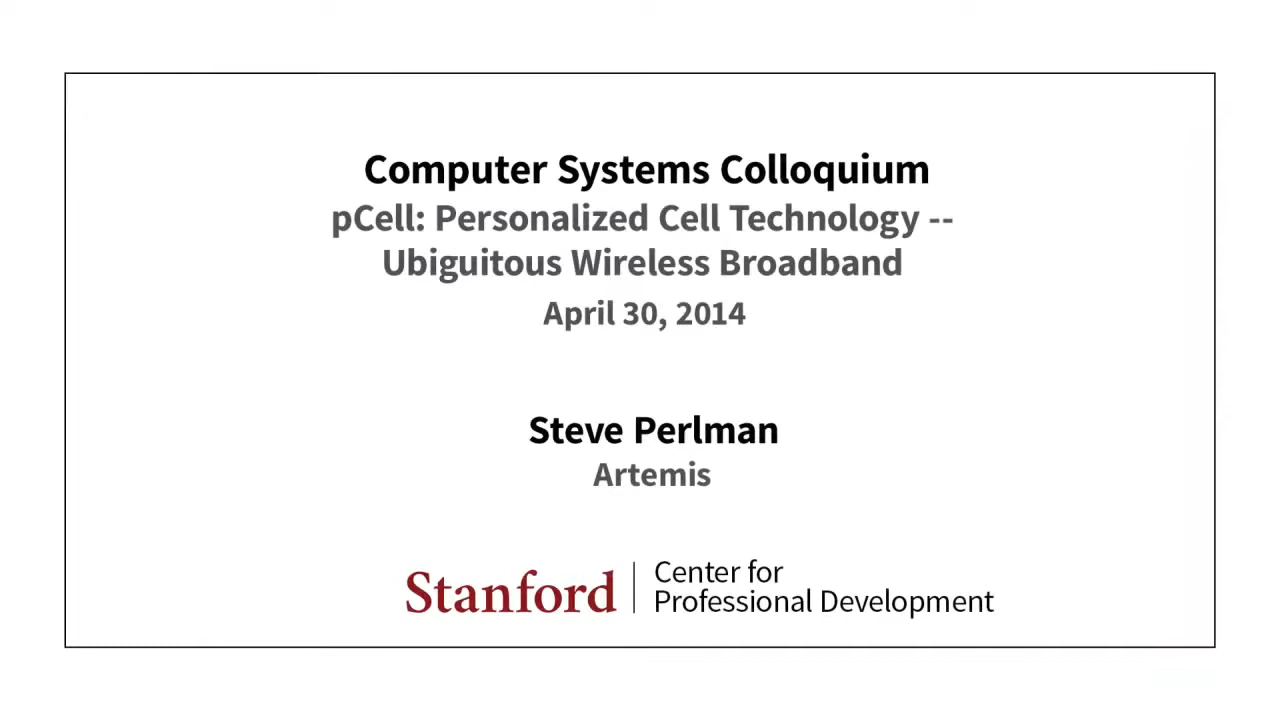 Computer Systems Colloquium
pCell: Personalized Cell Technology --
Ubiguitous Wireless Broadband
April 30, 2014
Steve Perlman
Artemis
Stanford
Center for
Professional Development